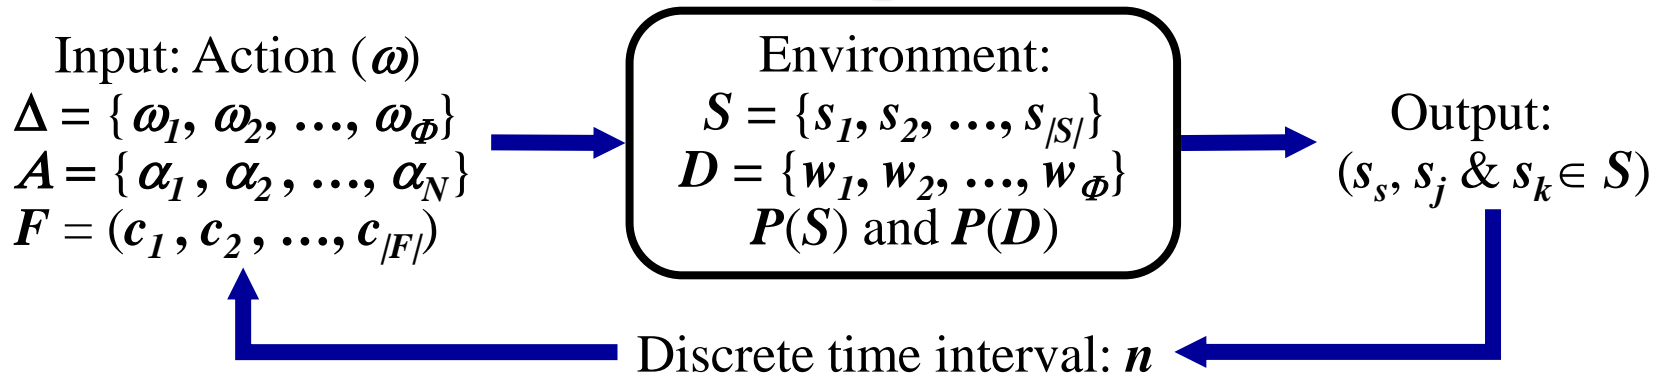 Input: Action (ω)
Δ = {ω1, ω2, …, ωΦ}
A = {α1, α2, …, αN}
F = (c1, c2, …, c|F|)
Environment:
S = {s1, s2, …, s|S|}
D = {w1, w2, …, wΦ}
P(S) and P(D)
Output:
(ss, sj & sk ∈ S)
Discrete time interval: n